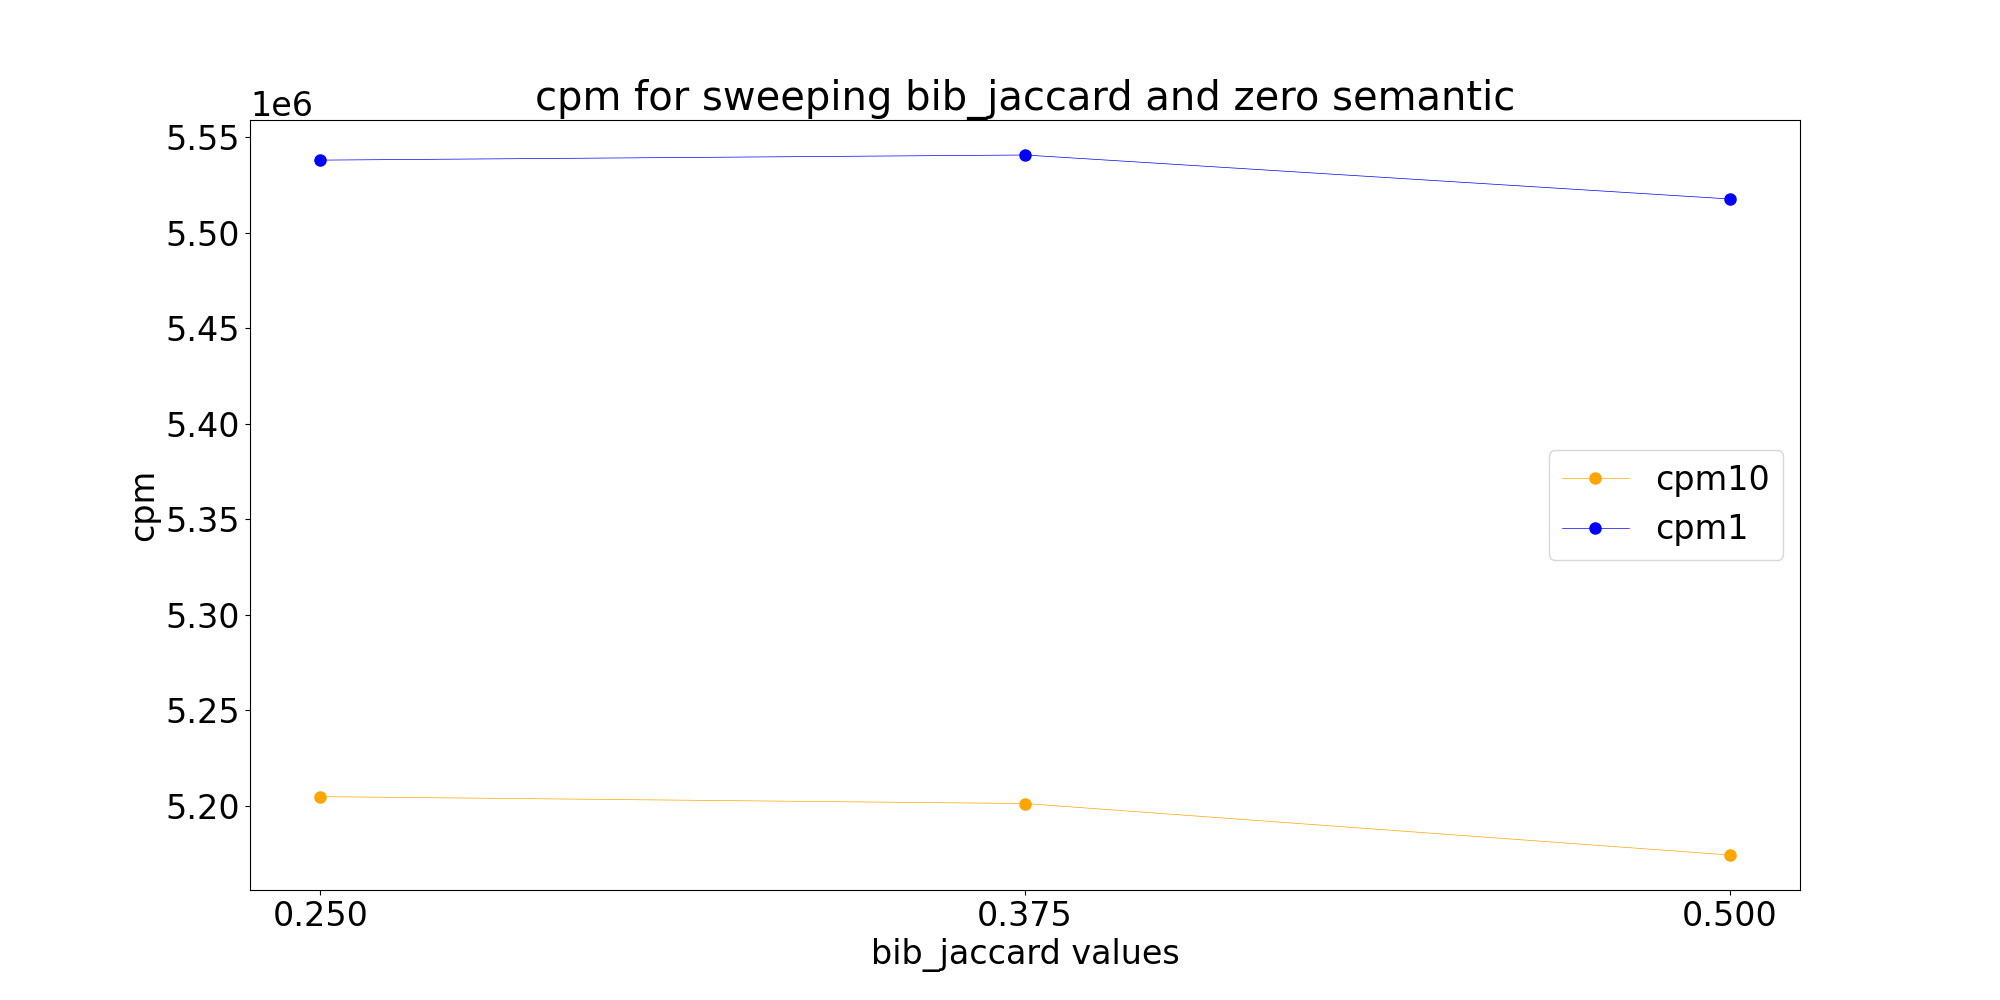 cpm for sweeping bib_jaccard and zero semantic
1e6
5.55
5.50
5.45
5.40
5.35
5.30
5.25
5.20
cpm
cpm10
cpm1
0.250 0.375 0.500
bib_jaccard values